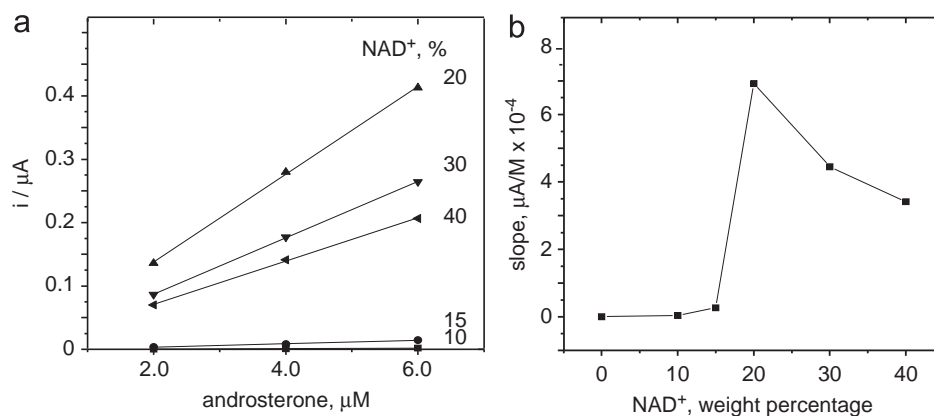 a
NAD⁺, %
20
30
40
15
10
0.4
0.3
0.2
0.1
0
i / μA
2.0 4.0 6.0
androsterone, μM
b
8
6
4
2
0
slope, μA/M x 10⁻⁴
0 10 20 30 40
NAD⁺, weight percentage